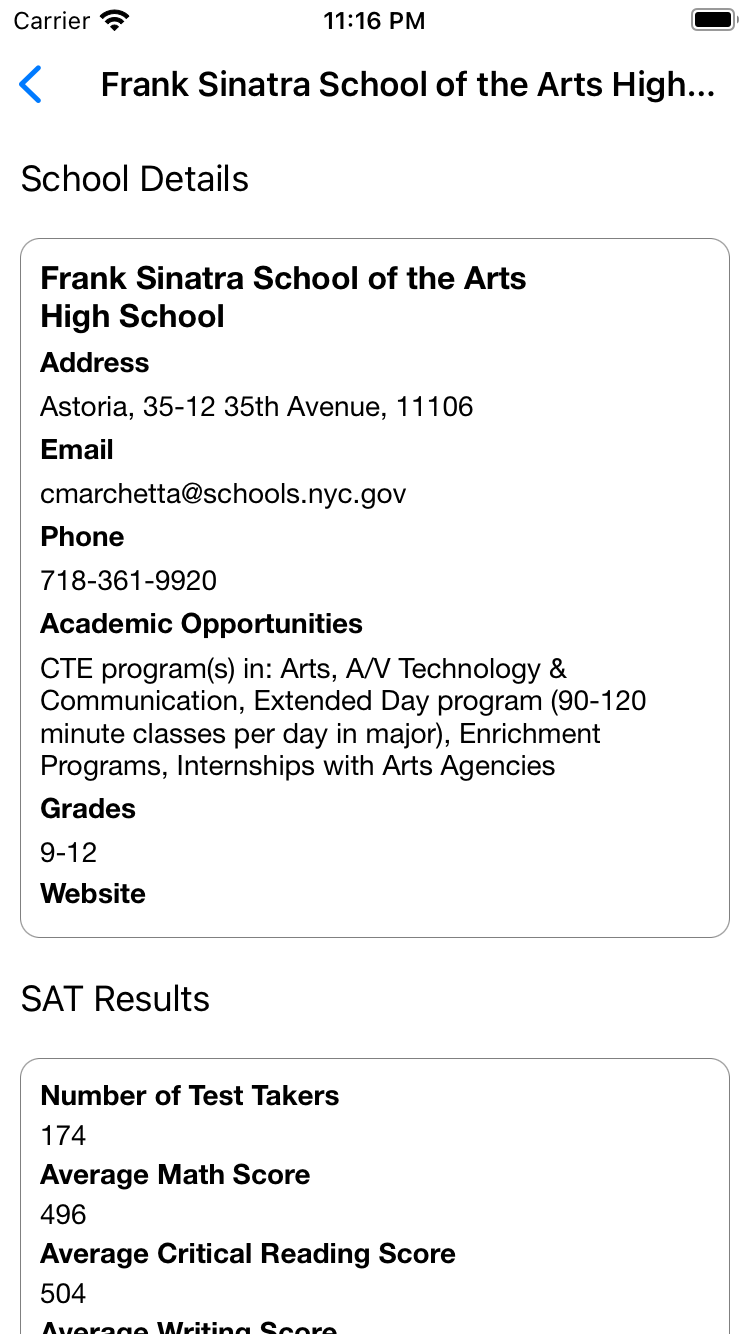 Carrier 11:16 PM
Frank Sinatra School of the Arts High...
School Details
Frank Sinatra School of the Arts
High School
Address
Astoria, 35-12 35th Avenue, 11106
Email
cmarchetta@schools.nyc.gov
Phone
718-361-9920
Academic Opportunities
CTE program(s) in: Arts, A/V Technology &
Communication, Extended Day program (90-120
minute classes per day in major), Enrichment
Programs, Internships with Arts Agencies
Grades
9-12
Website
SAT Results
Number of Test Takers
174
Average Math Score
496
Average Critical Reading Score
504
Average Writing Score